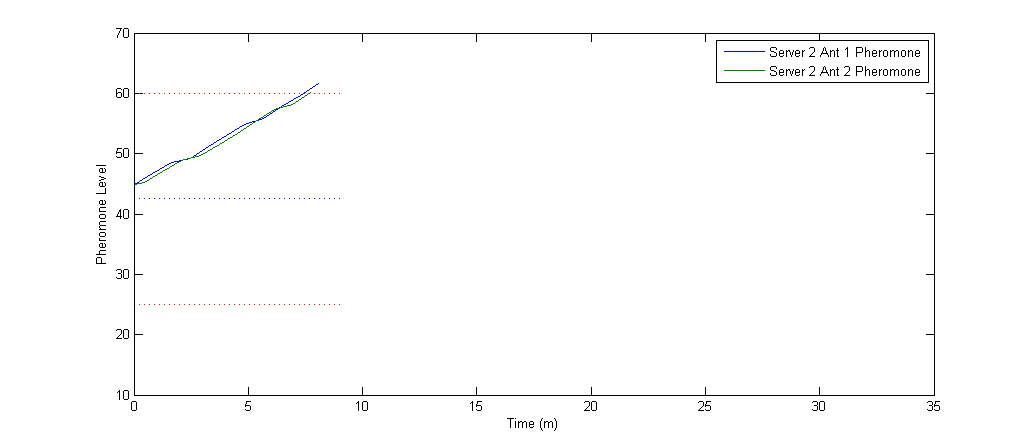 70
60
50
40
30
20
10
Pheromone Level
Server 2 Ant 1 Pheromone
Server 2 Ant 2 Pheromone
0 5 10 15 20 25 30 35
Time (m)